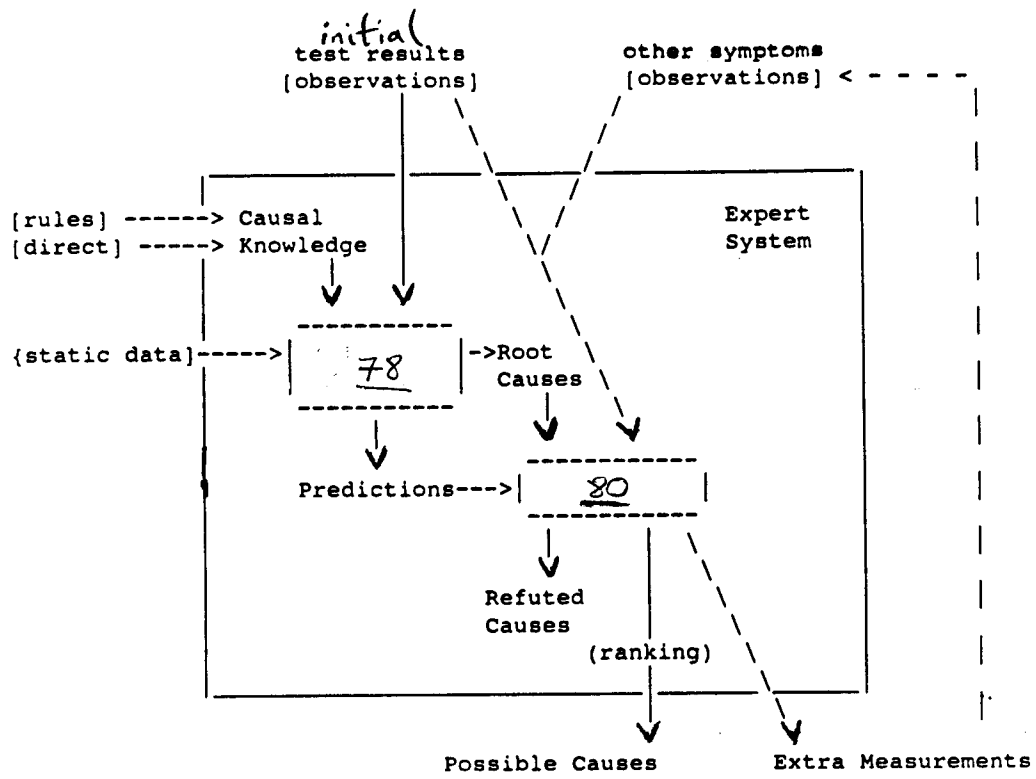 initial
test results
[observations]
other symptoms
[observations] < - - - - -
[rules] ------> Causal
[direct] -----> Knowledge
Expert
System
{static data]----->
78
->Root
Causes
Predictions--->
80
Refuted
Causes
(ranking)
Possible Causes
Extra Measurements